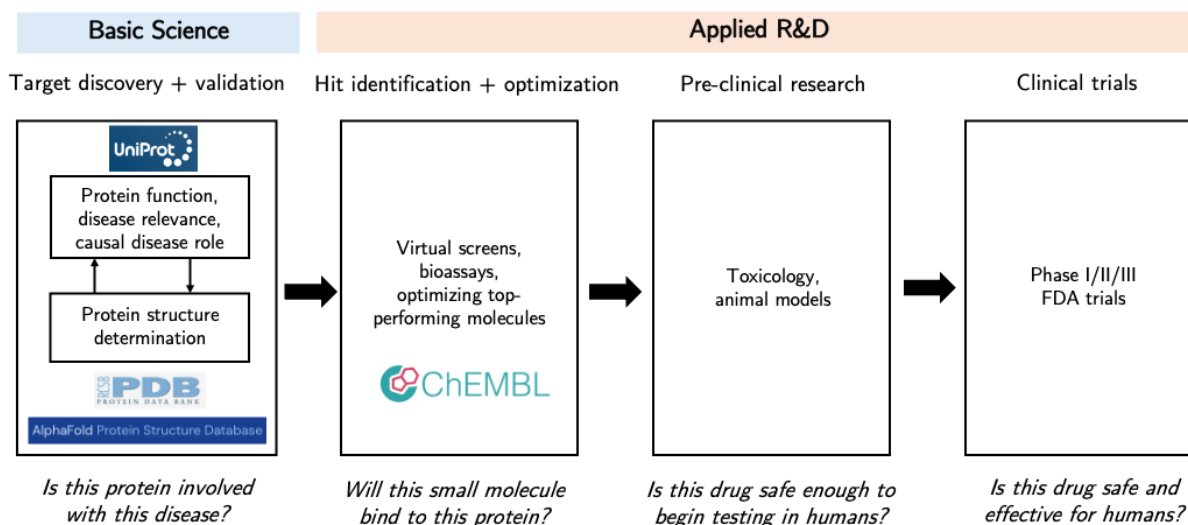 Basic Science
Applied R&D
Target discovery + validation
Hit identification + optimization
Pre-clinical research
Clinical trials
UniProt
Protein function,
disease relevance,
causal disease role
Protein structure
determination
RCSB
PDB
PROTEIN DATA BANK
AlphaFold Protein Structure Database
Virtual screens,
bioassays,
optimizing top-
performing molecules
ChEMBL
Toxicology,
animal models
Phase I/II/III
FDA trials
Is this protein involved
with this disease?
Will this small molecule
bind to this protein?
Is this drug safe enough to
begin testing in humans?
Is this drug safe and
effective for humans?